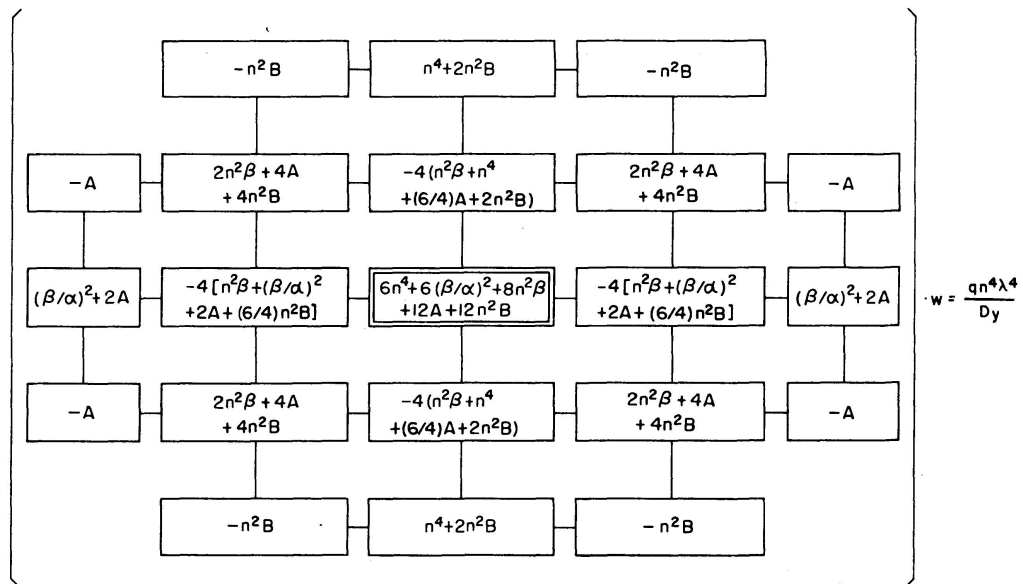 −n²B n⁴+2n²B −n²B
−A 2n²β+4A −4(n²β+n⁴ 2n²β+4A −A
+4n²B +(6/4)A+2n²B) +4n²B
(β/α)²+2A −4[n²β+(β/α)² 6n⁴+6(β/α)²+8n²β −4[n²β+(β/α)² (β/α)²+2A
+2A+(6/4)n²B] +12A+12n²B +2A+(6/4)n²B]
·w = qn⁴λ⁴/Dy
−A 2n²β+4A −4(n²β+n⁴ 2n²β+4A −A
+4n²B +(6/4)A+2n²B) +4n²B
−n²B n⁴+2n²B −n²B